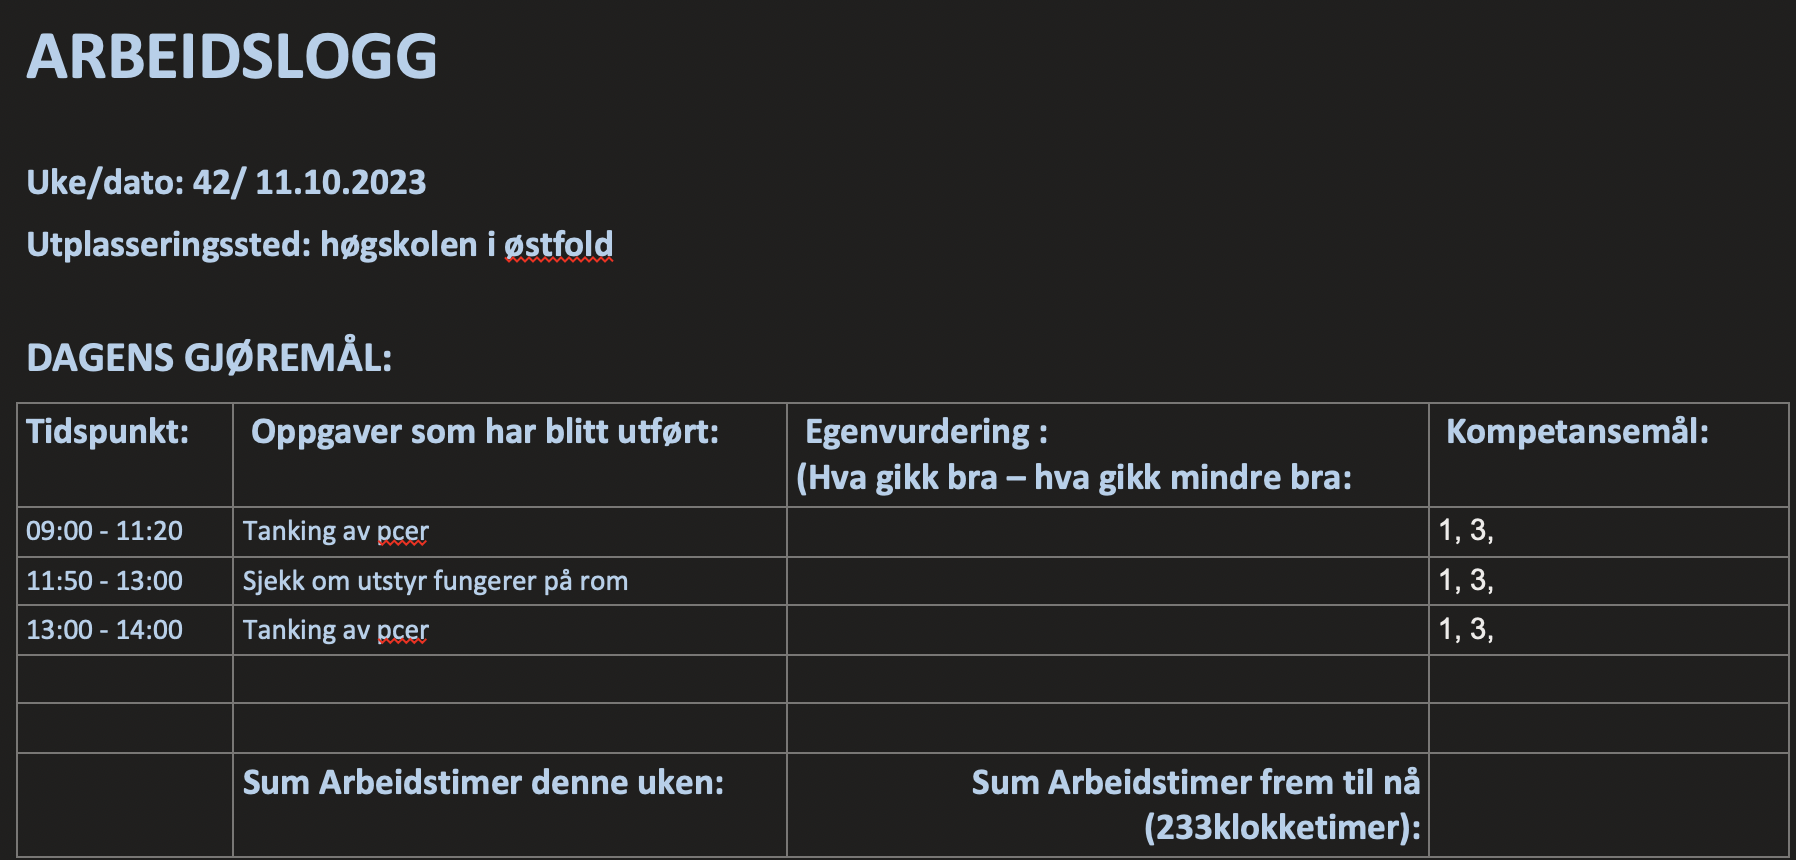 ARBEIDSLOGG
Uke/dato: 42/ 11.10.2023
Utplasseringssted: høgskolen i østfold
DAGENS GJØREMÅL:
Tidspunkt: Oppgaver som har blitt utført: Egenvurdering : Kompetansemål:
(Hva gikk bra – hva gikk mindre bra:
09:00 - 11:20 Tanking av pcer 1, 3,
11:50 - 13:00 Sjekk om utstyr fungerer på rom 1, 3,
13:00 - 14:00 Tanking av pcer 1, 3,
Sum Arbeidstimer denne uken: Sum Arbeidstimer frem til nå
(233klokketimer):